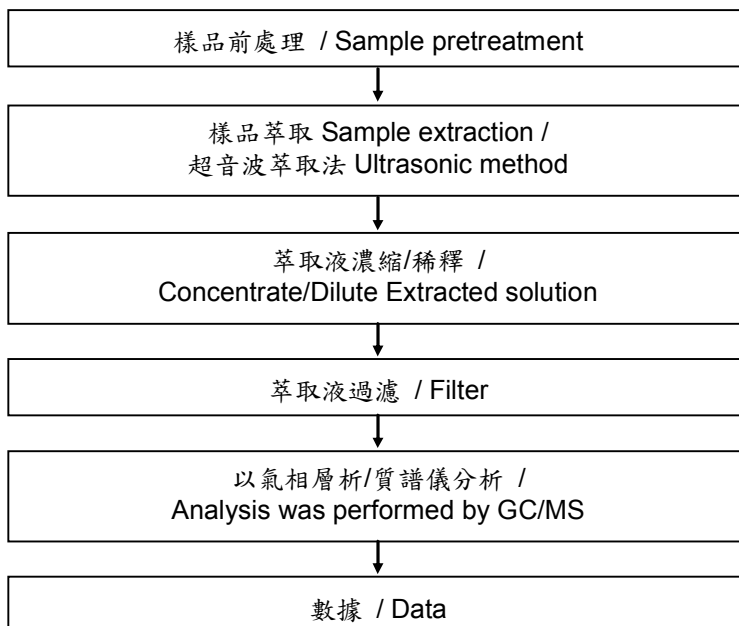 樣品前處理 / Sample pretreatment
樣品萃取 Sample extraction /
超音波萃取法 Ultrasonic method
萃取液濃縮/稀釋 /
Concentrate/Dilute Extracted solution
萃取液過濾 / Filter
以氣相層析/質譜儀分析 /
Analysis was performed by GC/MS
數據 / Data